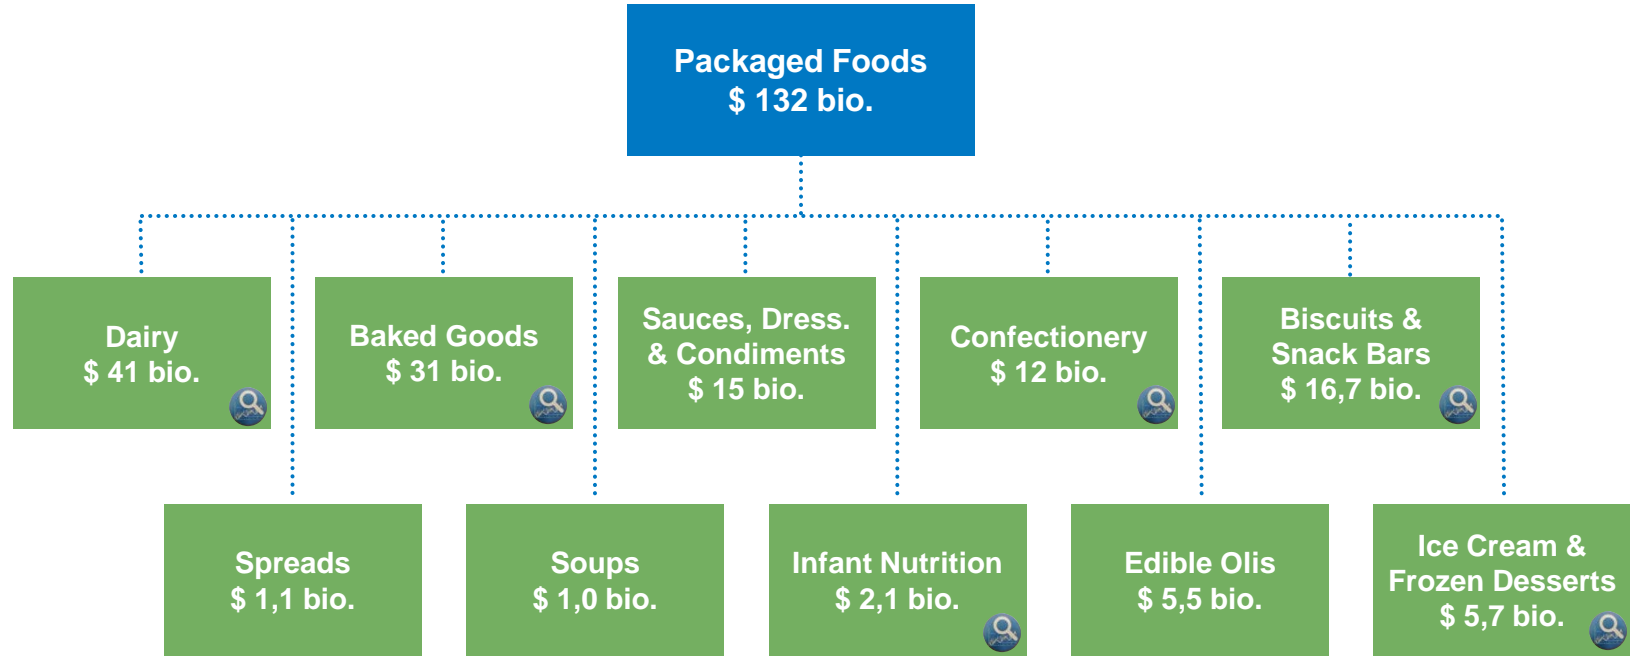 Packaged Foods
$ 132 bio.
Dairy
$ 41 bio.
Baked Goods
$ 31 bio.
Sauces, Dress.
& Condiments
$ 15 bio.
Confectionery
$ 12 bio.
Biscuits &
Snack Bars
$ 16,7 bio.
Spreads
$ 1,1 bio.
Soups
$ 1,0 bio.
Infant Nutrition
$ 2,1 bio.
Edible Olis
$ 5,5 bio.
Ice Cream &
Frozen Desserts
$ 5,7 bio.